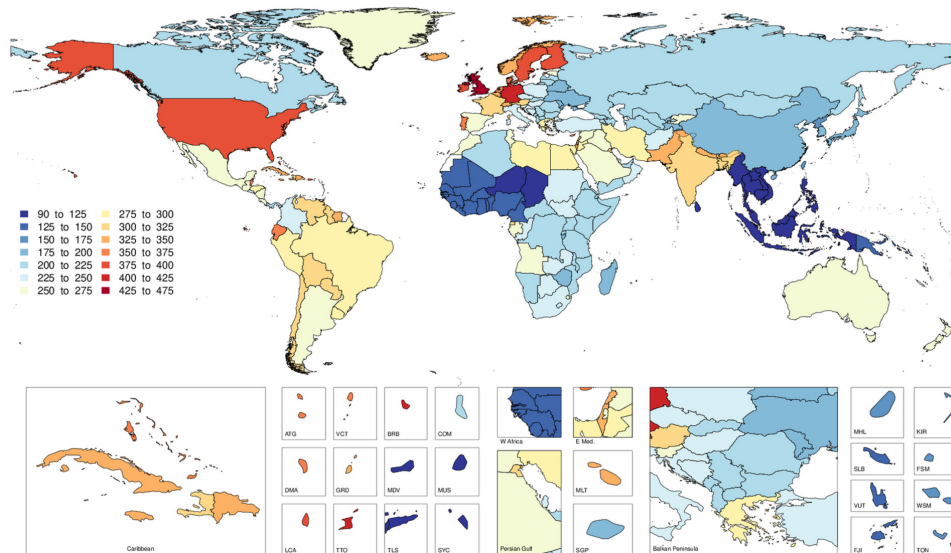 90 to 125
125 to 150
150 to 175
175 to 200
200 to 225
225 to 250
250 to 275
275 to 300
300 to 325
325 to 350
350 to 375
375 to 400
400 to 425
425 to 475
Caribbean
ATG
VCT
BRB
COM
DMA
GRD
MDV
MUS
LCA
TTO
TLS
SYC
W Africa
E Med.
Persian Gulf
MLT
SGP
Balkan Peninsula
MHL
KIR
SLB
FSM
VUT
WSM
FJI
TON